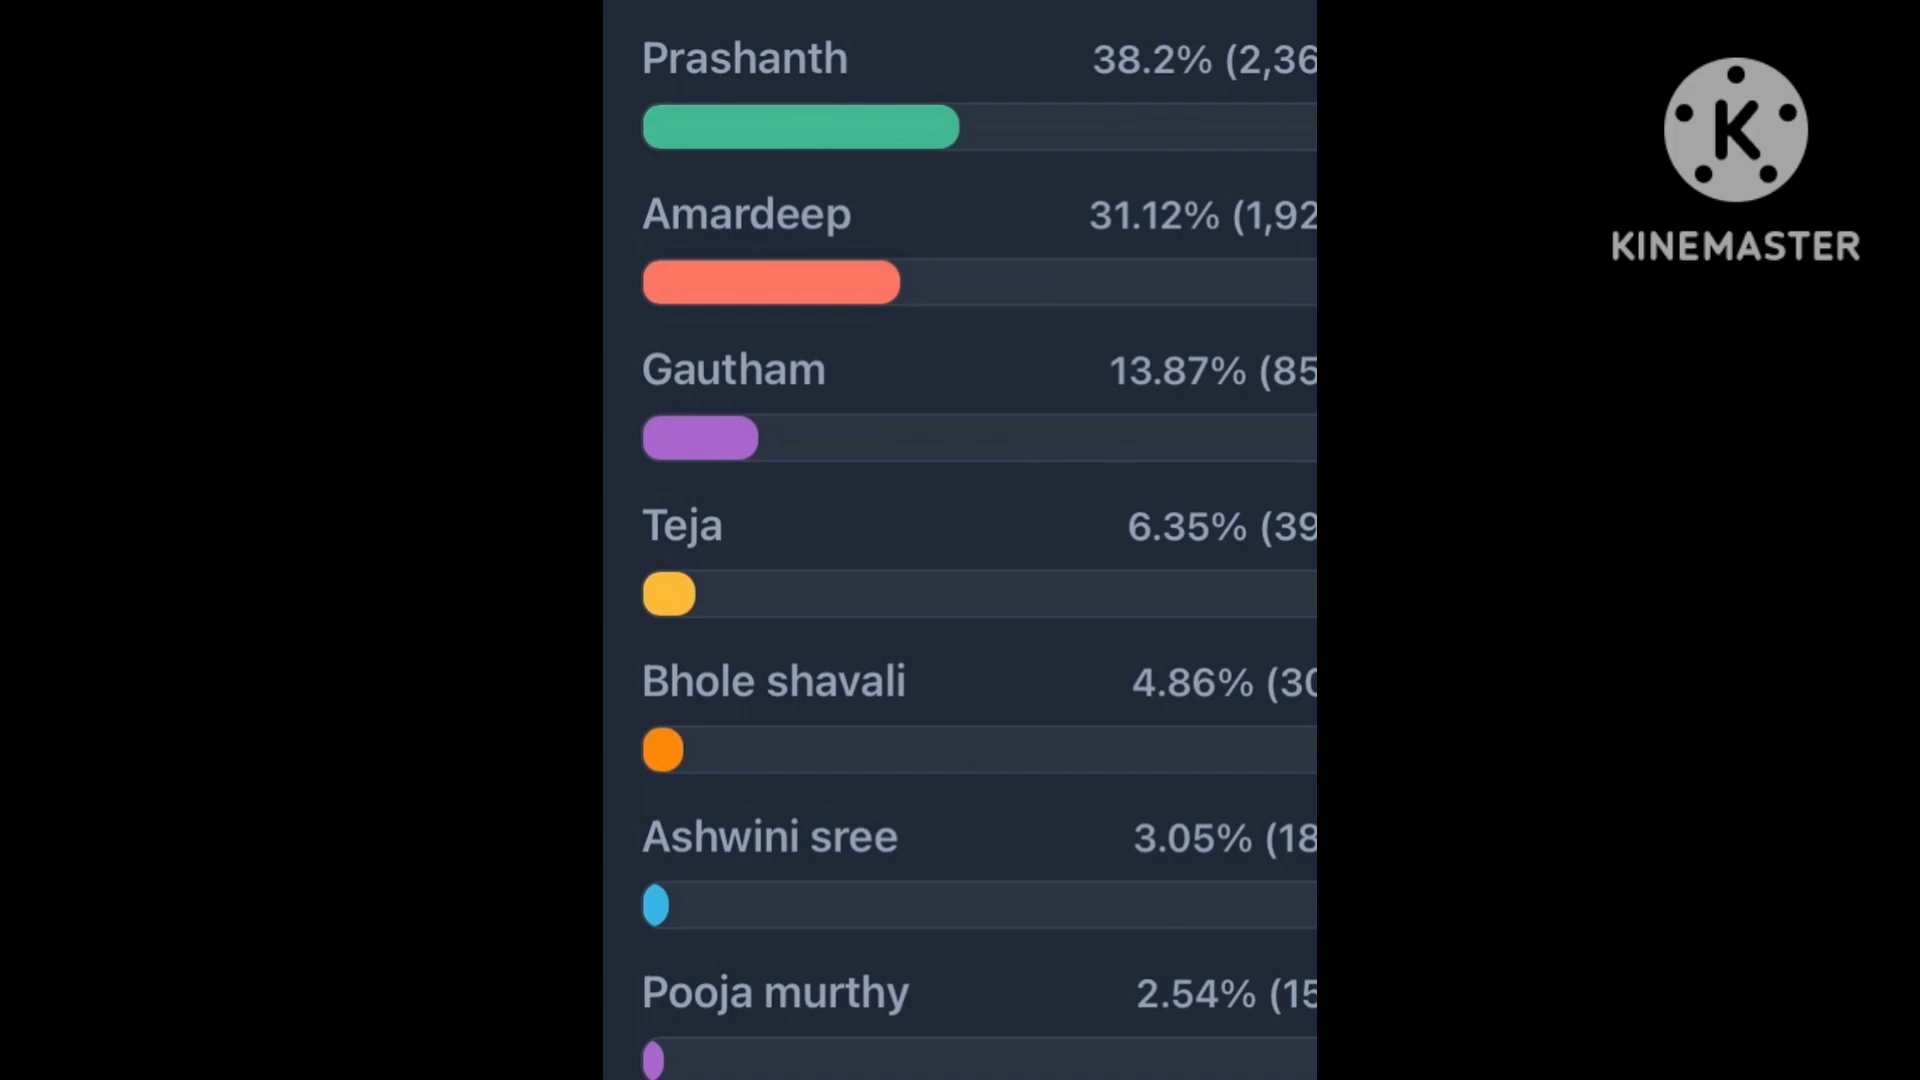 Prashanth 38.2% (2,36
Amardeep 31.12% (1,92
Gautham 13.87% (85
Teja 6.35% (39
Bhole shavali 4.86% (30
Ashwini sree 3.05% (18
Pooja murthy 2.54% (15
K
KINEMASTER